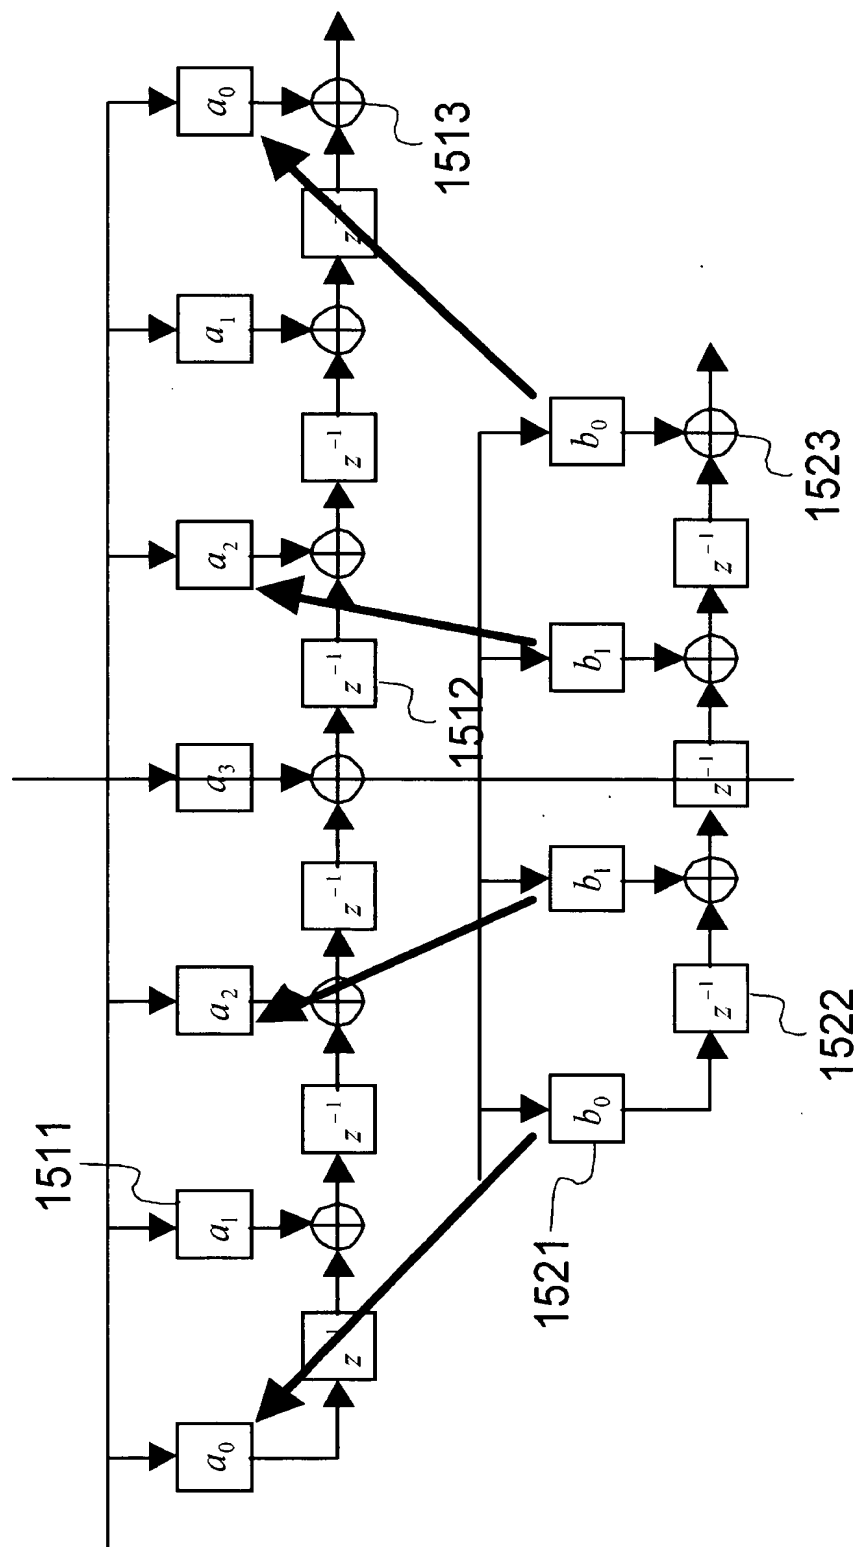 1511
a₀ a₁ a₂ a₃ a₂ a₁ a₀
z⁻¹ z⁻¹ z⁻¹ z⁻¹ z⁻¹ z⁻¹
1512 1513
1521
b₀ b₁ b₁ b₀
z⁻¹ z⁻¹ z⁻¹
1522 1523